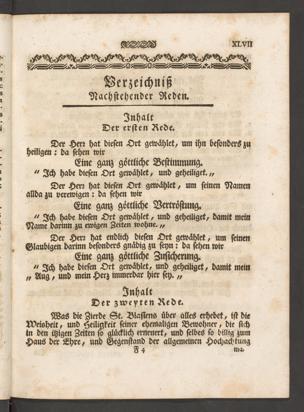 XLVII
Verzeichniß
Nachstehender Reden.
Inhalt
Der ersten Rede.
Der Herr hat diesen Ort gewählet, um ihn besonders zu
heiligen: da sehen wir
Eine ganz göttliche Bestimmung.
„ Ich habe diesen Ort gewählet, und geheiliget. „
Der Herr hat diesen Ort gewählet, um seinen Namen
allda zu verewigen: da sehen wir
Eine ganz göttliche Vertröstung.
„ Ich habe diesen Ort gewählet, und geheiliget, damit mein
Name darinn zu ewigen Zeiten wohne. „
Der Herr hat endlich diesen Ort gewählet, um seinen
Glaubigen darinn besonders gnädig zu seyn: da sehen wir
Eine ganz göttliche Zusicherung.
„ Ich habe diesen Ort gewählet, und geheiliget, damit mein
„ Aug, und mein Herz immerdar hier sey. „
Inhalt
Der zweyten Rede.
Was die Zierde St. Blasiens über alles erhebet, ist die
Weisheit, und Heiligkeit seiner ehemaligen Bewohner, die sich
in den itzigen Zeiten so glücklich erneuert, und selbes so billig zum
Haus der Ehre, und Gegenstand der allgemeinen Hochachtung
F 4
ma-